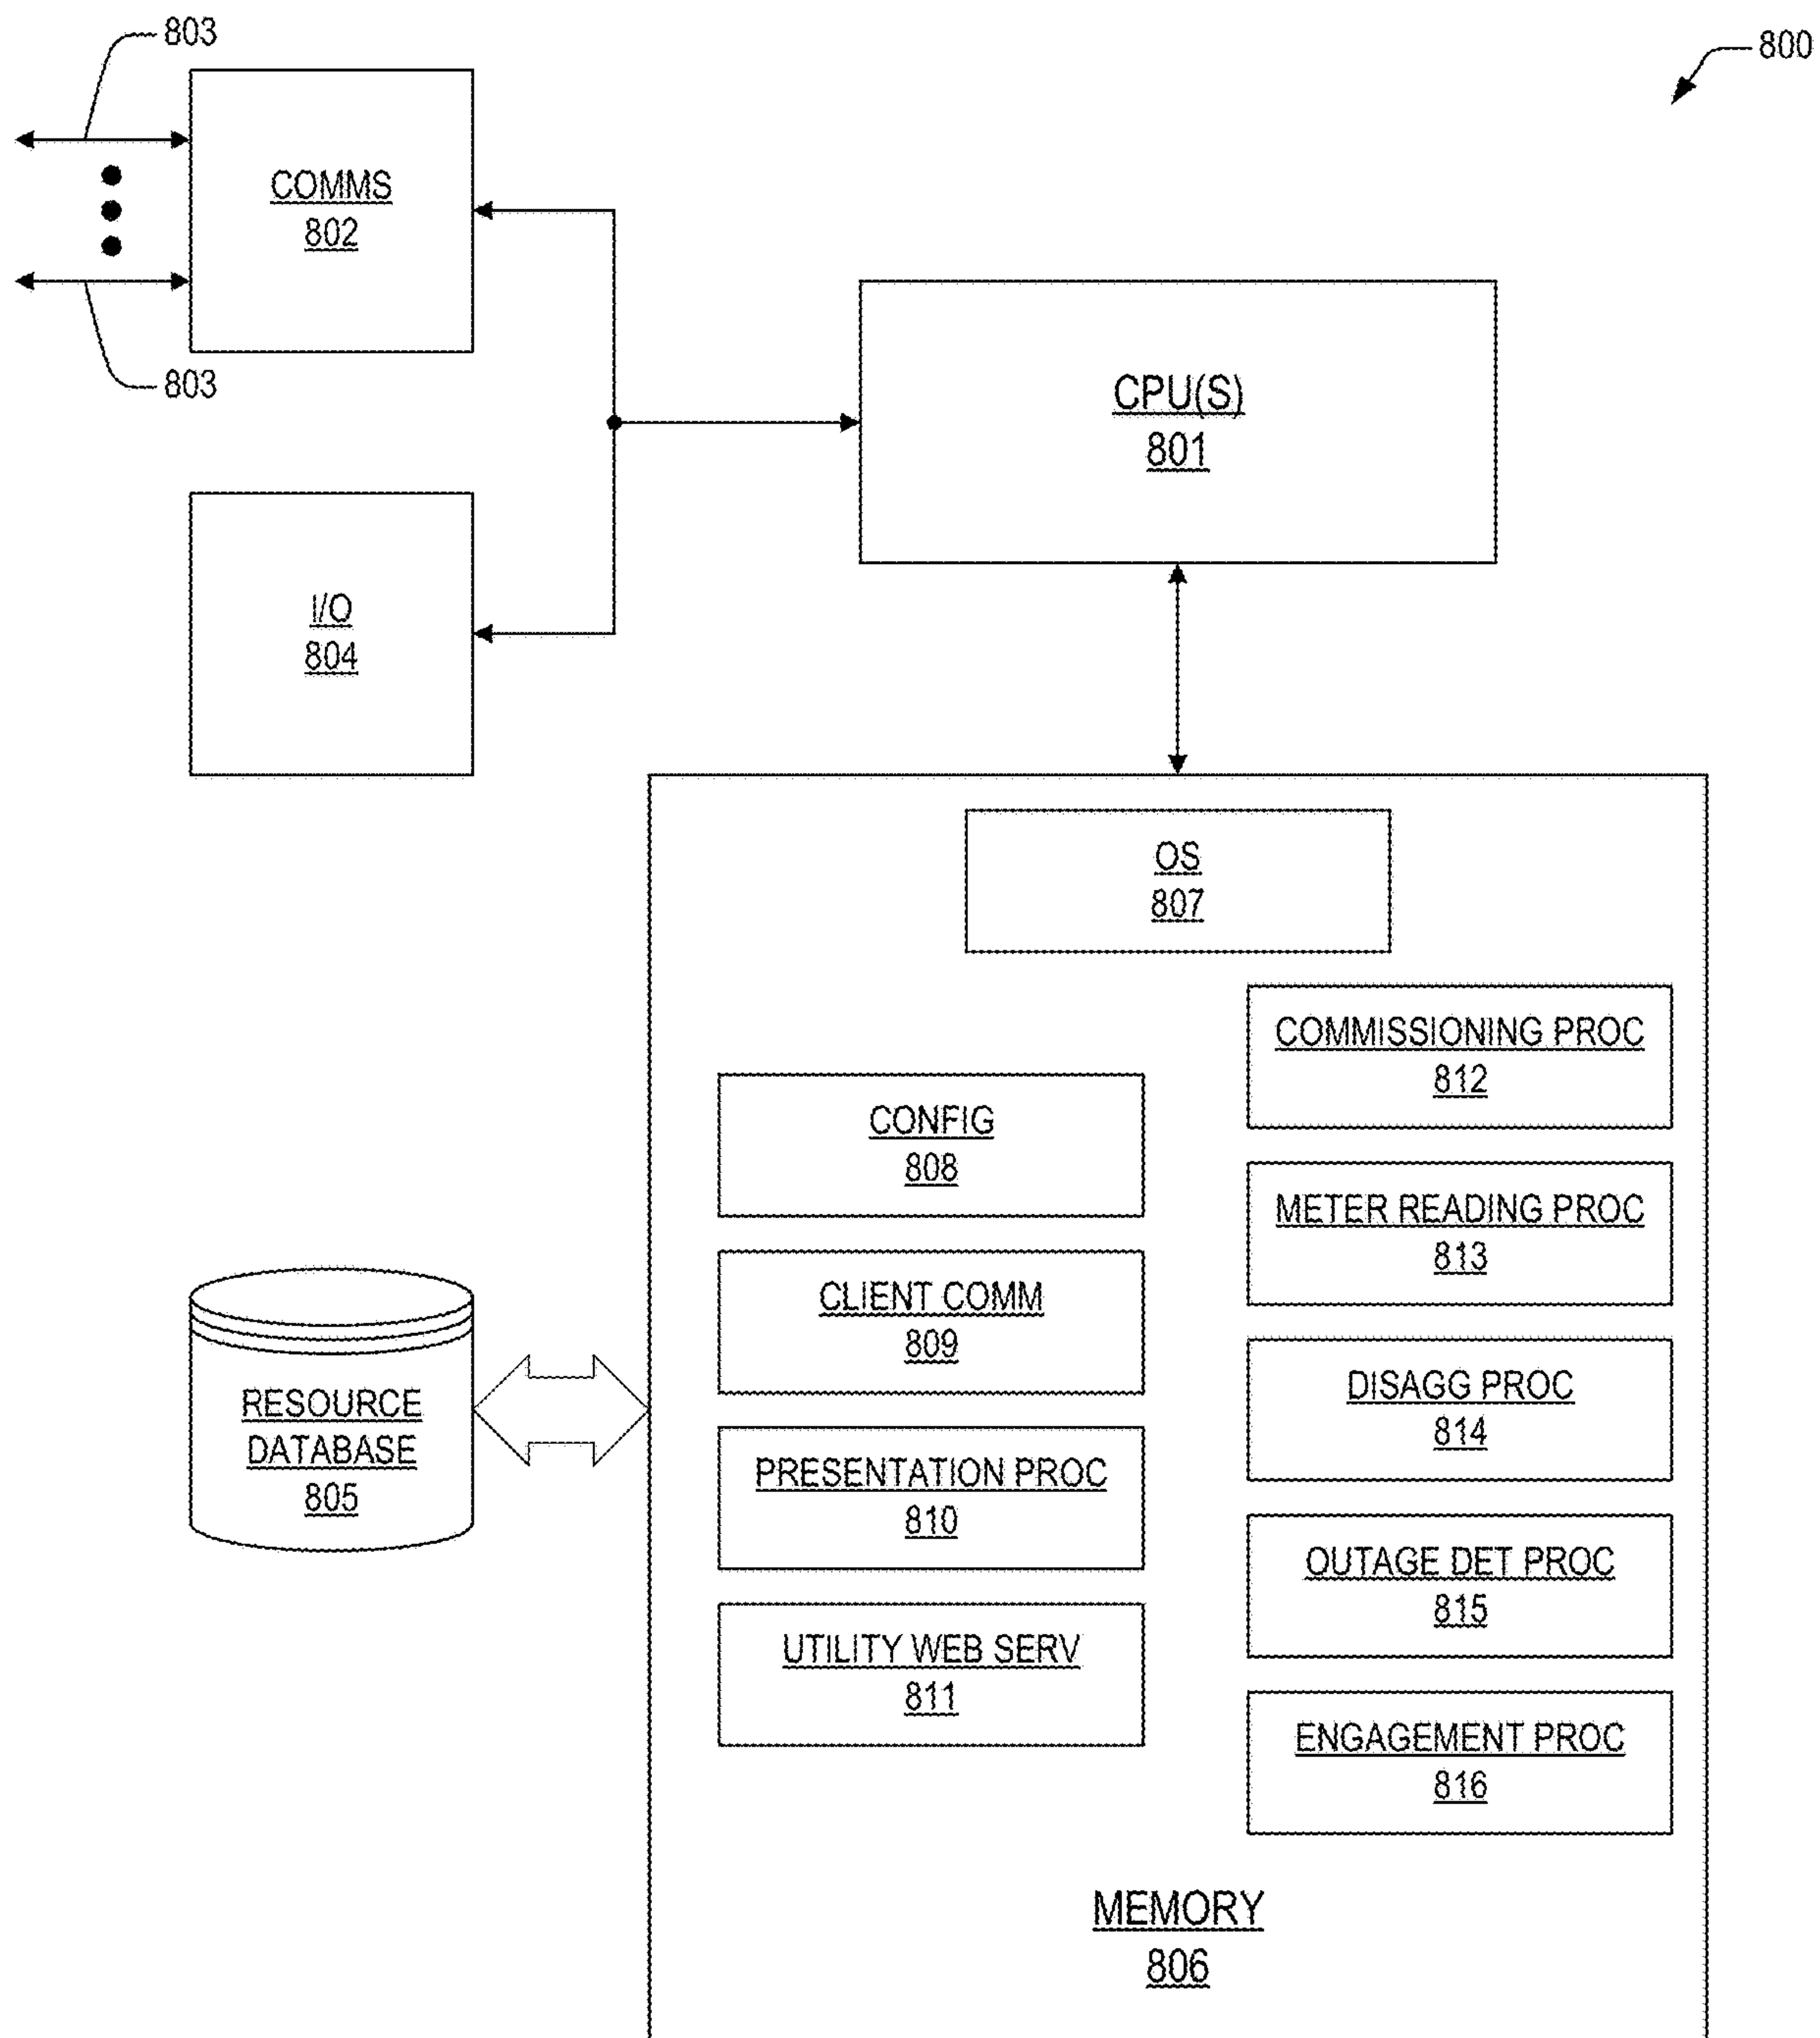 803
800
COMMS
802
803
CPU(S)
801
I/O
804
OS
807
COMMISSIONING PROC
812
CONFIG
808
METER READING PROC
813
CLIENT COMM
809
DISAGG PROC
814
RESOURCE
DATABASE
805
PRESENTATION PROC
810
OUTAGE DET PROC
815
UTILITY WEB SERV
811
ENGAGEMENT PROC
816
MEMORY
806